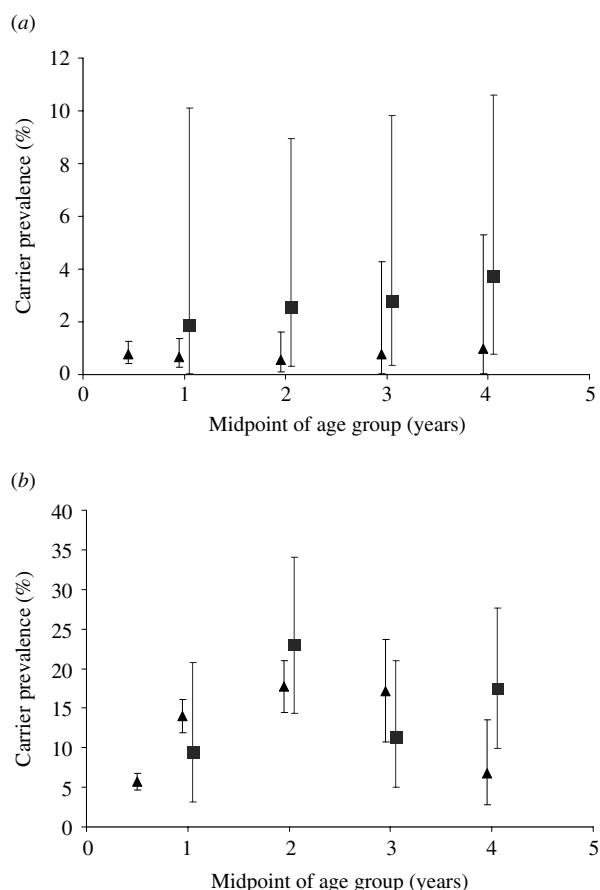 (a)
12
10
8
6
4
2
0
Carrier prevalence (%)
0 1 2 3 4 5
Midpoint of age group (years)
(b)
40
35
30
25
20
15
10
5
0
Carrier prevalence (%)
0 1 2 3 4 5
Midpoint of age group (years)